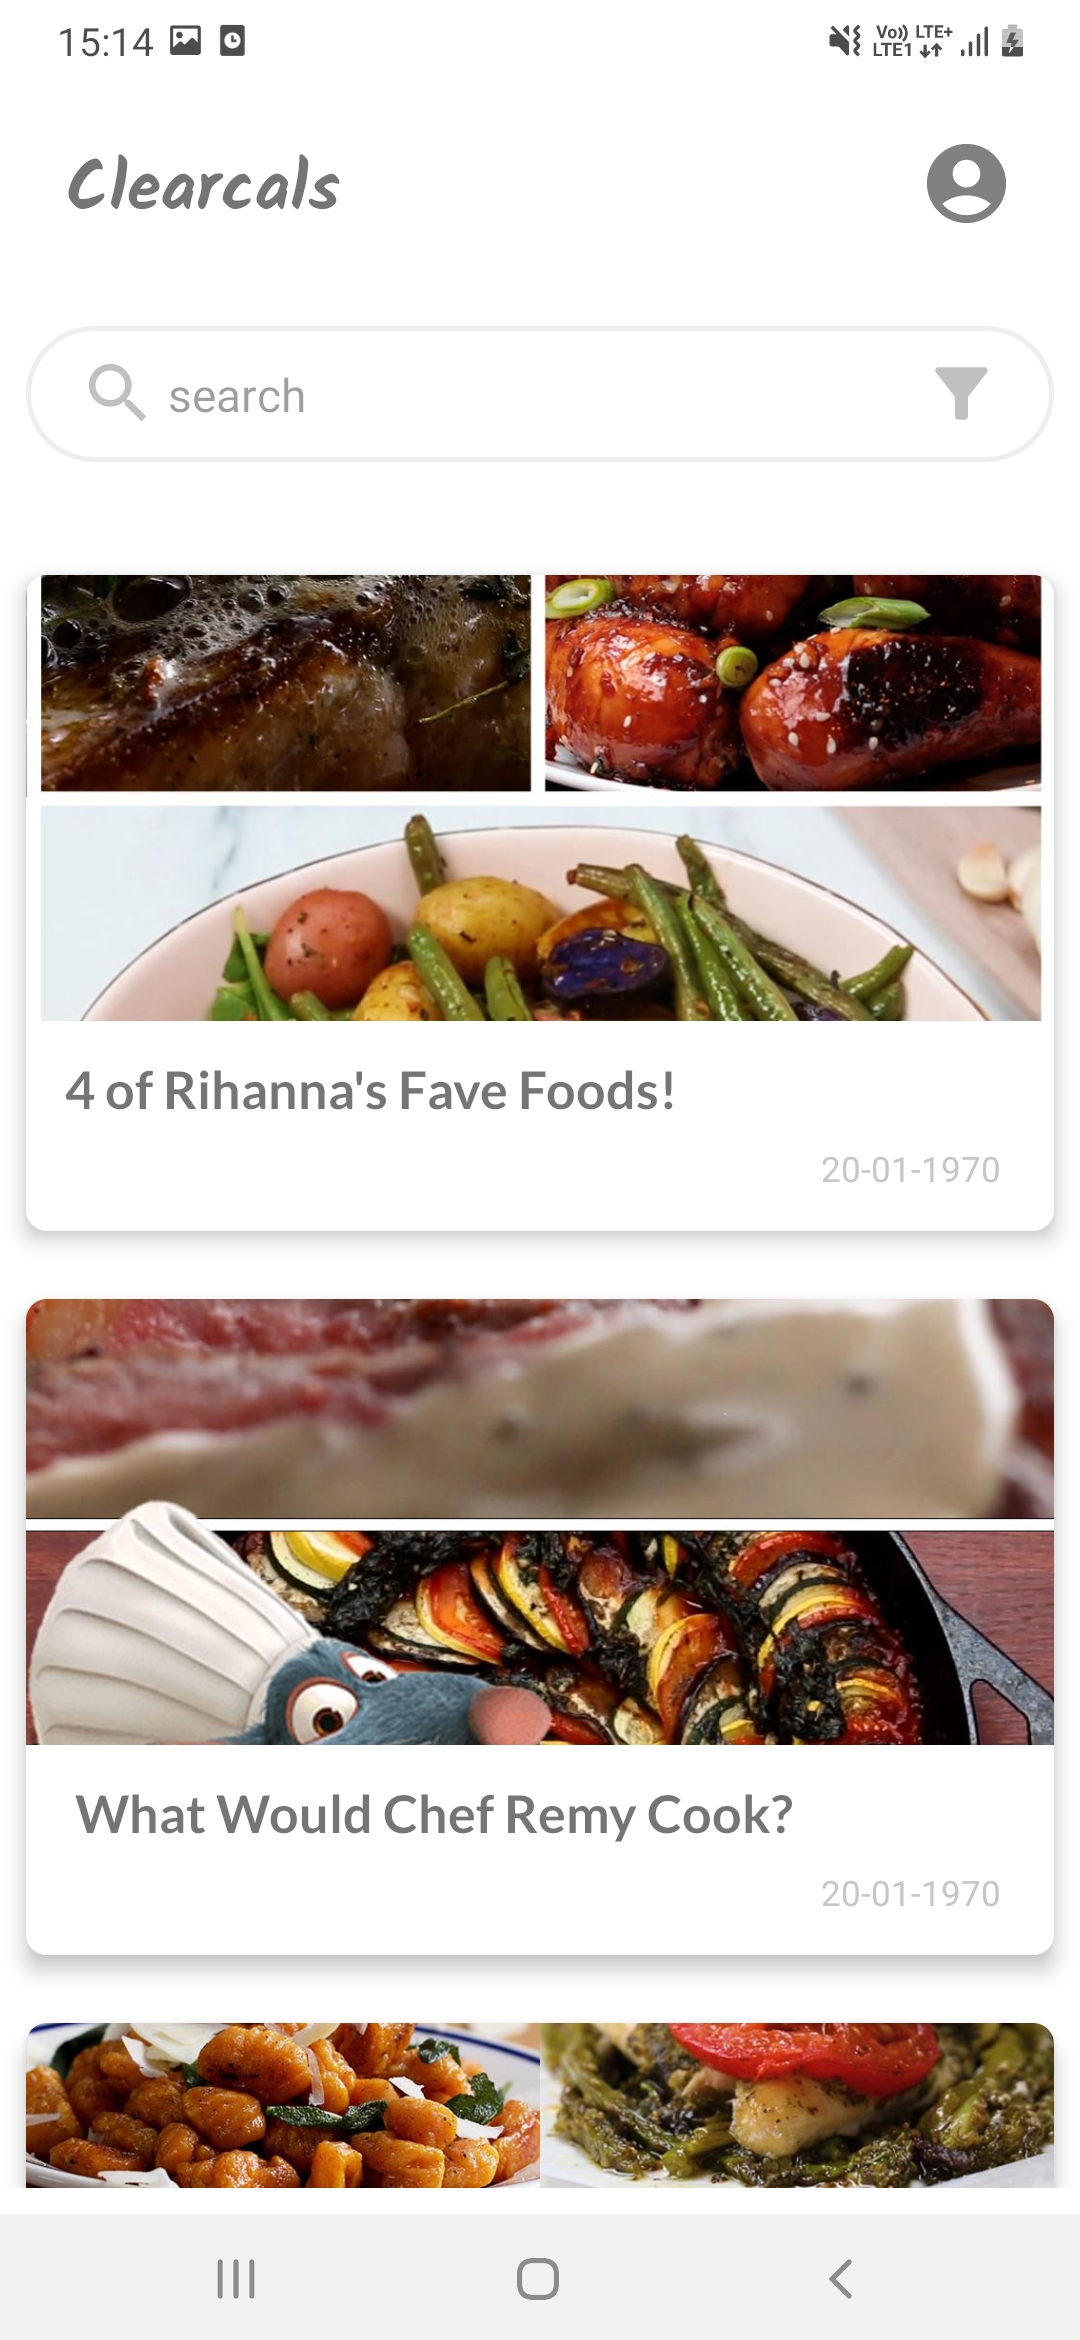 15:14
Vo)) LTE+
LTE1
Clearcals
search
4 of Rihanna's Fave Foods!
20-01-1970
What Would Chef Remy Cook?
20-01-1970